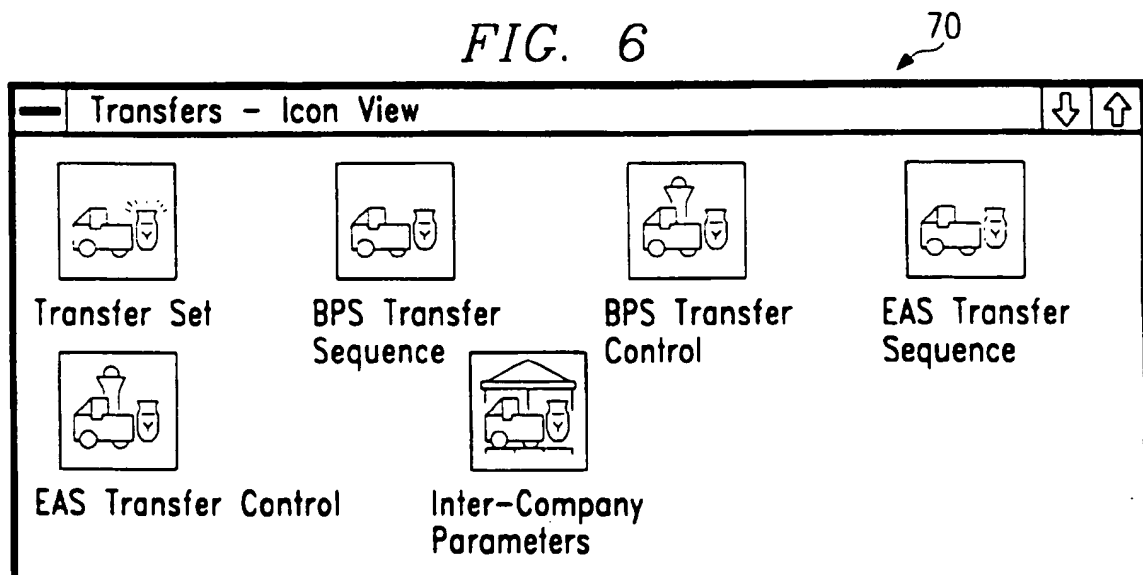 FIG. 6
70
Transfers - Icon View
Transfer Set
BPS Transfer
Sequence
BPS Transfer
Control
EAS Transfer
Sequence
EAS Transfer Control
Inter-Company
Parameters